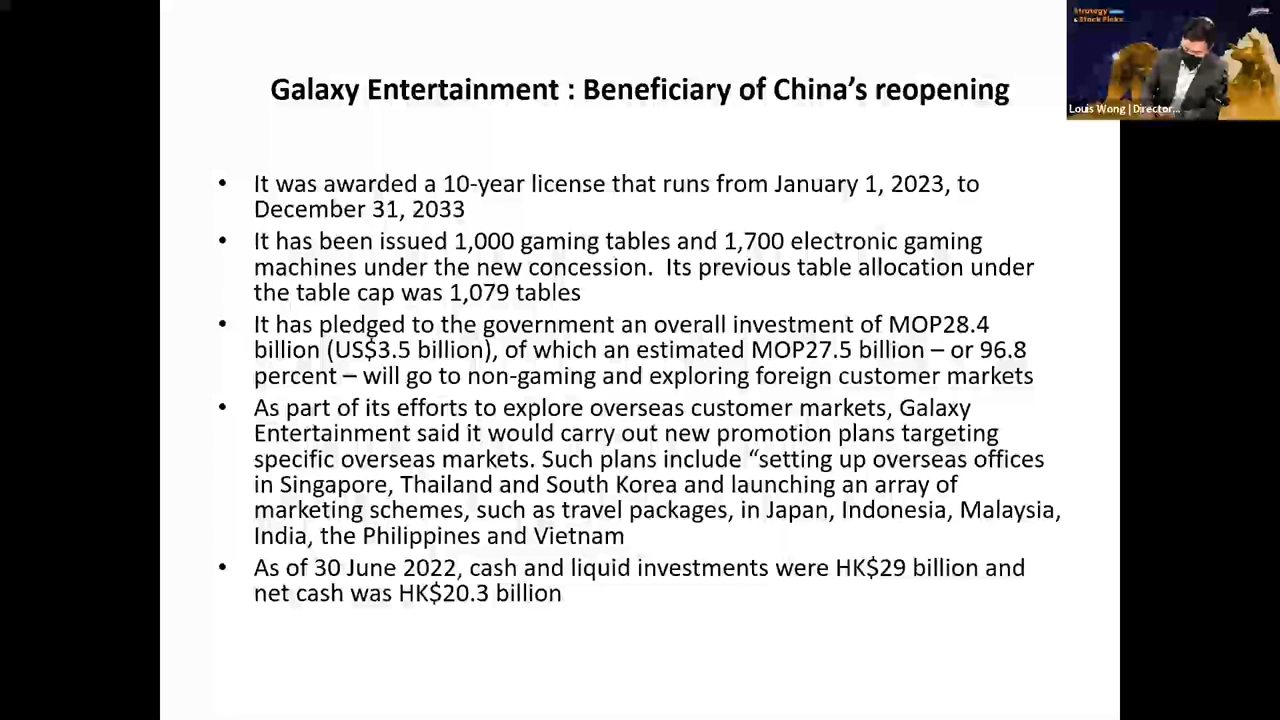 Galaxy Entertainment : Beneficiary of China’s reopening
Strategy
& Stock Picks
Louis Wong | Director...
• It was awarded a 10-year license that runs from January 1, 2023, to
December 31, 2033
• It has been issued 1,000 gaming tables and 1,700 electronic gaming
machines under the new concession.  Its previous table allocation under
the table cap was 1,079 tables
• It has pledged to the government an overall investment of MOP28.4
billion (US$3.5 billion), of which an estimated MOP27.5 billion – or 96.8
percent – will go to non-gaming and exploring foreign customer markets
• As part of its efforts to explore overseas customer markets, Galaxy
Entertainment said it would carry out new promotion plans targeting
specific overseas markets. Such plans include “setting up overseas offices
in Singapore, Thailand and South Korea and launching an array of
marketing schemes, such as travel packages, in Japan, Indonesia, Malaysia,
India, the Philippines and Vietnam
• As of 30 June 2022, cash and liquid investments were HK$29 billion and
net cash was HK$20.3 billion